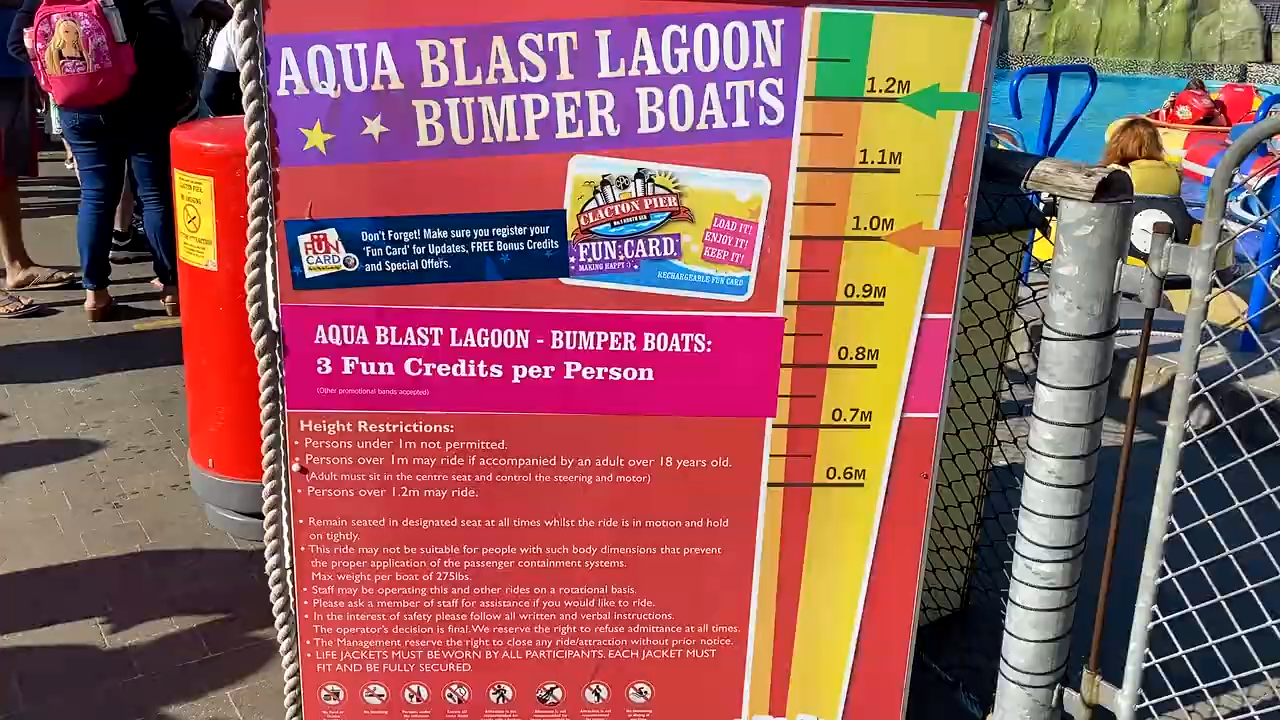 AQUA BLAST LAGOON
BUMPER BOATS
Don't Forget! Make sure you register your
'Fun Card' for Updates, FREE Bonus Credits
and Special Offers.
FUN
CARD
CLACTON PIER
No.1 NORTH SEA
FUN CARD
MAKING HAPPY :)
LOAD IT!
ENJOY IT!
KEEP IT!
RECHARGEABLE FUN CARD
AQUA BLAST LAGOON - BUMPER BOATS:
3 Fun Credits per Person
(Other promotional bands accepted)
Height Restrictions:
• Persons under 1m not permitted.
• Persons over 1m may ride if accompanied by an adult over 18 years old.
(Adult must sit in the centre seat and control the steering and motor)
• Persons over 1.2m may ride.
• Remain seated in designated seat at all times whilst the ride is in motion and hold
on tightly.
• This ride may not be suitable for people with such body dimensions that prevent
the proper application of the passenger containment systems.
Max weight per boat of 275lbs.
• Staff may be operating this and other rides on a rotational basis.
• Please ask a member of staff for assistance if you would like to ride.
• In the interest of safety please follow all written and verbal instructions.
The operator's decision is final. We reserve the right to refuse admittance at all times.
• The Management reserve the right to close any ride/attraction without prior notice.
• LIFE JACKETS MUST BE WORN BY ALL PARTICIPANTS. EACH JACKET MUST
FIT AND BE FULLY SECURED.
1.2M
1.1M
1.0M
0.9M
0.8M
0.7M
0.6M